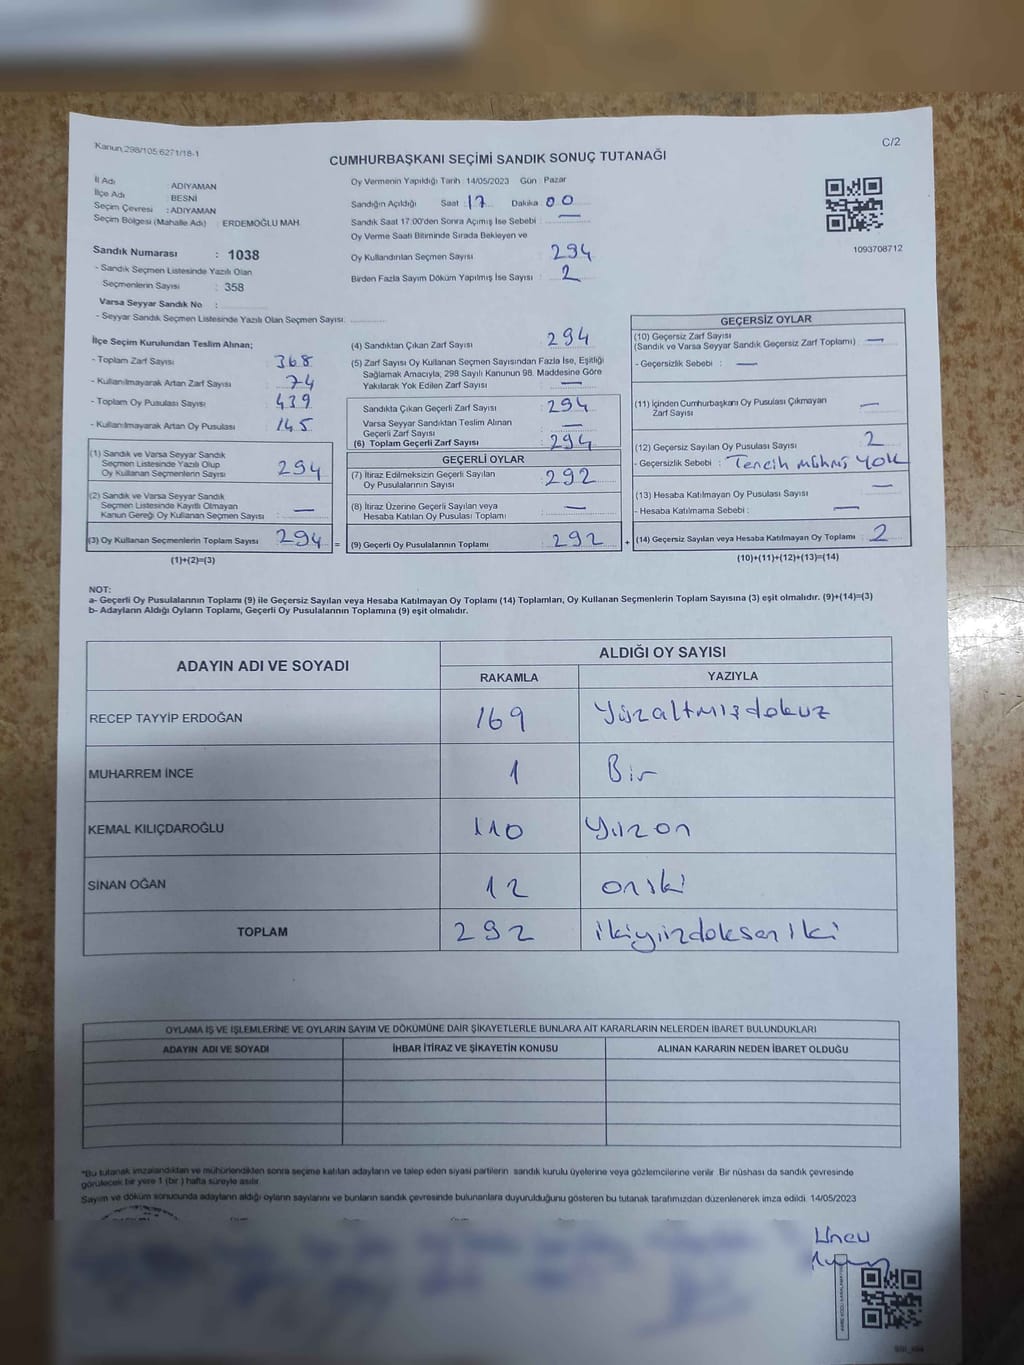 Kanun,298/105 6271/18-1
CUMHURBAŞKANI SEÇİMİ SANDIK SONUÇ TUTANAĞI
C/2
İl Adı : ADIYAMAN
İlçe Adı : BESNİ
Seçim Çevresi : ADIYAMAN
Seçim Bölgesi (Mahalle Adı) : ERDEMOĞLU MAH.
Sandık Numarası : 1038
- Sandık Seçmen Listesinde Yazılı Olan
Seçmenlerin Sayısı : 358
Varsa Seyyar Sandık No :
- Seyyar Sandık Seçmen Listesinde Yazılı Olan Seçmen Sayısı:
Oy Vermenin Yapıldığı Tarih : 14/05/2023 Gün : Pazar
Sandığın Açıldığı Saat : 17 Dakika : 00
Sandık Saat 17:00'den Sonra Açımış İse Sebebi : —
Oy Verme Saati Bitiminde Sırada Bekleyen ve
Oy Kullandırılan Seçmen Sayısı : 294
Birden Fazla Sayım Döküm Yapılmış İse Sayısı : 2
1093708712
İlçe Seçim Kurulundan Teslim Alınan;
- Toplam Zarf Sayısı : 368
- Kullanılmayarak Artan Zarf Sayısı : 74
- Toplam Oy Pusulası Sayısı : 439
- Kullanılmayarak Artan Oy Pusulası : 145
(1) Sandık ve Varsa Seyyar Sandık
Seçmen Listesinde Yazılı Olup
Oy Kullanan Seçmenlerin Sayısı : 294
(2) Sandık ve Varsa Seyyar Sandık
Seçmen Listesinde Kayıtlı Olmayan
Kanun Gereği Oy Kullanan Seçmen Sayısı : —
(3) Oy Kullanan Seçmenlerin Toplam Sayısı : 294 =
(1)+(2)=(3)
(4) Sandıktan Çıkan Zarf Sayısı : 294
(5) Zarf Sayısı Oy Kullanan Seçmen Sayısından Fazla İse, Eşitliği
Sağlamak Amacıyla, 298 Sayılı Kanunun 98. Maddesine Göre
Yakılarak Yok Edilen Zarf Sayısı : —
Sandıkta Çıkan Geçerli Zarf Sayısı : 294
Varsa Seyyar Sandıktan Teslim Alınan
Geçerli Zarf Sayısı : —
(6) Toplam Geçerli Zarf Sayısı : 294
GEÇERLİ OYLAR
(7) İtiraz Edilmeksizin Geçerli Sayılan
Oy Pusulalarının Sayısı : 292
(8) İtiraz Üzerine Geçerli Sayılan veya
Hesaba Katılan Oy Pusulası Toplamı : —
(9) Geçerli Oy Pusulalarının Toplamı : 292 +
GEÇERSİZ OYLAR
(10) Geçersiz Zarf Sayısı
(Sandık ve Varsa Seyyar Sandık Geçersiz Zarf Toplamı) : —
- Geçersizlik Sebebi : —
(11) İçinden Cumhurbaşkanı Oy Pusulası Çıkmayan
Zarf Sayısı : —
(12) Geçersiz Sayılan Oy Pusulası Sayısı : 2
- Geçersizlik Sebebi : Tercih mührü YOK
(13) Hesaba Katılmayan Oy Pusulası Sayısı : —
- Hesaba Katılmama Sebebi : —
(14) Geçersiz Sayılan veya Hesaba Katılmayan Oy Toplamı : 2
(10)+(11)+(12)+(13)=(14)
NOT:
a- Geçerli Oy Pusulalarının Toplamı (9) ile Geçersiz Sayılan veya Hesaba Katılmayan Oy Toplamı (14) Toplamları, Oy Kullanan Seçmenlerin Toplam Sayısına (3) eşit olmalıdır. (9)+(14)=(3)
b- Adayların Aldığı Oyların Toplamı, Geçerli Oy Pusulalarının Toplamına (9) eşit olmalıdır.
ADAYIN ADI VE SOYADI ALDIĞI OY SAYISI
RAKAMLA YAZIYLA
RECEP TAYYİP ERDOĞAN 169 Yüzaltmışdokuz
MUHARREM İNCE 1 Bir
KEMAL KILIÇDAROĞLU 110 Yüzon
SİNAN OĞAN 12 oniki
TOPLAM 292 ikiyüzdoksaniki
OYLAMA İŞ VE İŞLEMLERİNE VE OYLARIN SAYIM VE DÖKÜMÜNE DAİR ŞİKAYETLERLE BUNLARA AİT KARARLARIN NELERDEN İBARET BULUNDUKLARI
ADAYIN ADI VE SOYADI İHBAR İTİRAZ VE ŞİKAYETİN KONUSU ALINAN KARARIN NEDEN İBARET OLDUĞU
*Bu tutanak imzalandıktan ve mühürlendikten sonra seçime katılan adayların ve talep eden siyasi partilerin sandık kurulu üyelerine veya gözlemcilerine verilir. Bir nüshası da sandık çevresinde
görülecek bir yere 1 (bir ) hafta süreyle asılır.
Sayım ve döküm sonucunda adayların aldığı oyların sayılarını ve bunların sandık çevresinde bulunanlara duyurulduğunu gösteren bu tutanak tarafımızdan düzenlenerek imza edildi. 14/05/2023